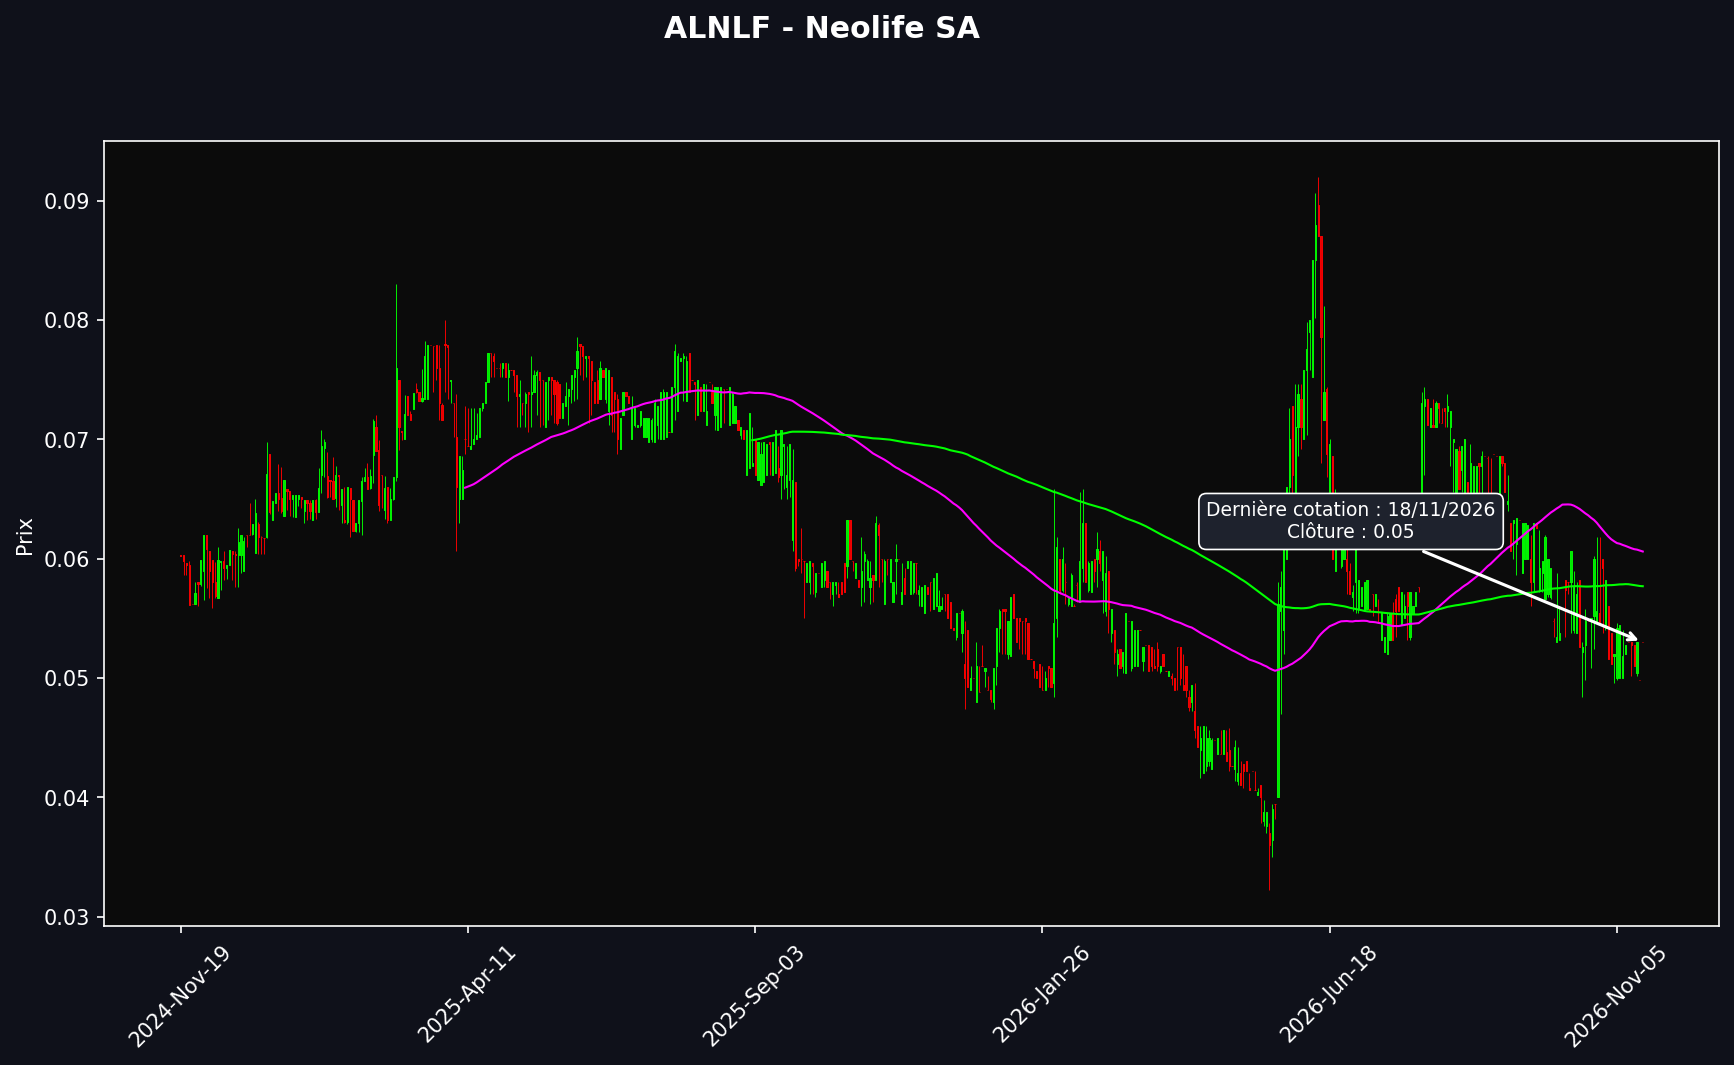 ALNLF - Neolife SA
Prix
0.09
0.08
0.07
0.06
0.05
0.04
0.03
Dernière cotation : 18/11/2026
Clôture : 0.05
2024-Nov-19
2025-Apr-11
2025-Sep-03
2026-Jan-26
2026-Jun-18
2026-Nov-05